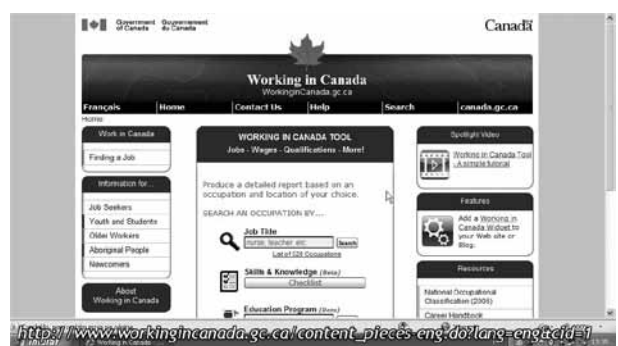 Government of Canada
Gouvernement du Canada
Canada
Working in Canada
WorkinginCanada.gc.ca
Français Home Contact Us Help Search canada.gc.ca
Home
Work in Canada
Finding a Job
Information for...
Job Seekers
Youth and Students
Older Workers
Aboriginal People
Newcomers
About
Working in Canada
WORKING IN CANADA TOOL
Jobs - Wages - Qualifications - More!
Produce a detailed report based on an
occupation and location of your choice.
SEARCH AN OCCUPATION BY...
Job Title
nurse, teacher etc. Search
List of 520 Occupations
Skills & Knowledge (Beta)
Checklist
Education Program (Beta)
Spotlight Video
Working in Canada Tool
- A simple tutorial
Features
Add a Working in
Canada Widget to
your Web site or
Blog.
Resources
National Occupational
Classification (2006)
Career Handbook
http://www.workingincanada.gc.ca/content_pieces-eng.do?lang=eng&cid=1